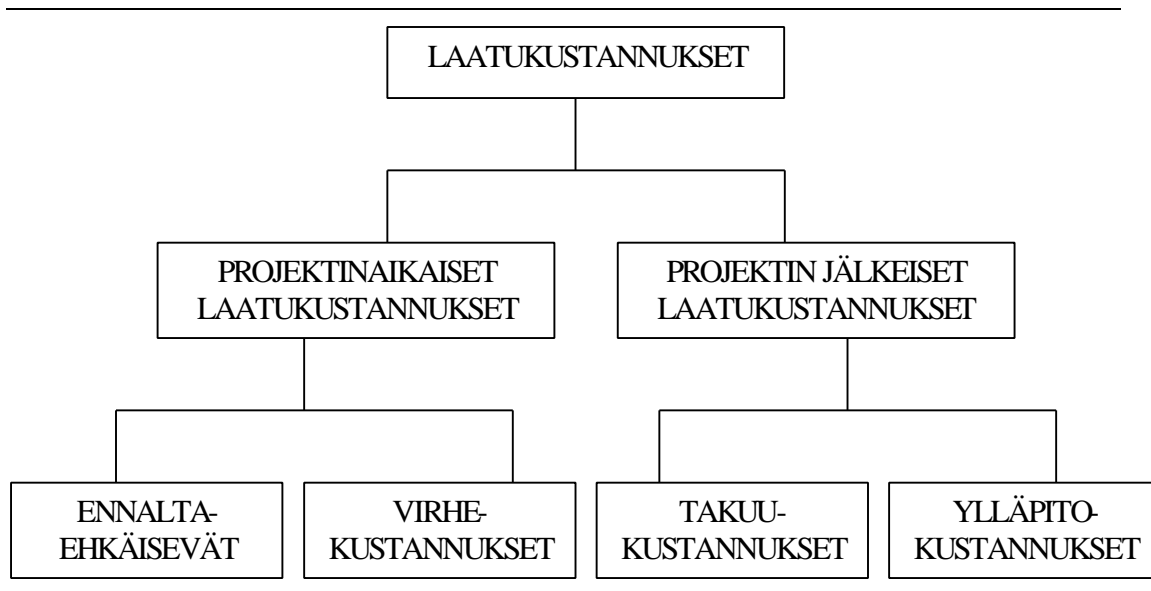 LAATUKUSTANNUKSET
PROJEKTINAIKAISET
LAATUKUSTANNUKSET
PROJEKTIN JÄLKEISET
LAATUKUSTANNUKSET
ENNALTA-
EHKÄISEVÄT
VIRHE-
KUSTANNUKSET
TAKUU-
KUSTANNUKSET
YLLÄPITO-
KUSTANNUKSET